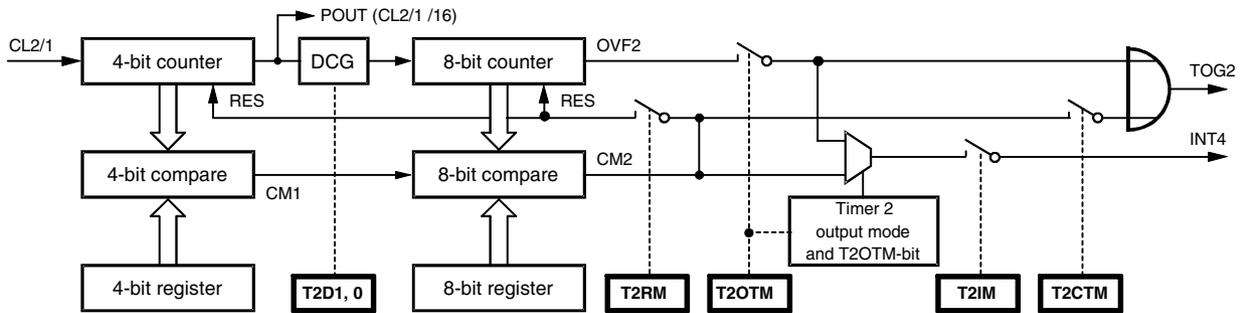 POUT (CL2/1 /16)
CL2/1
4-bit counter
DCG
8-bit counter
OVF2
TOG2
RES
RES
INT4
4-bit compare
CM1
8-bit compare
CM2
Timer 2
output mode
and T2OTM-bit
4-bit register
T2D1, 0
8-bit register
T2RM
T2OTM
T2IM
T2CTM